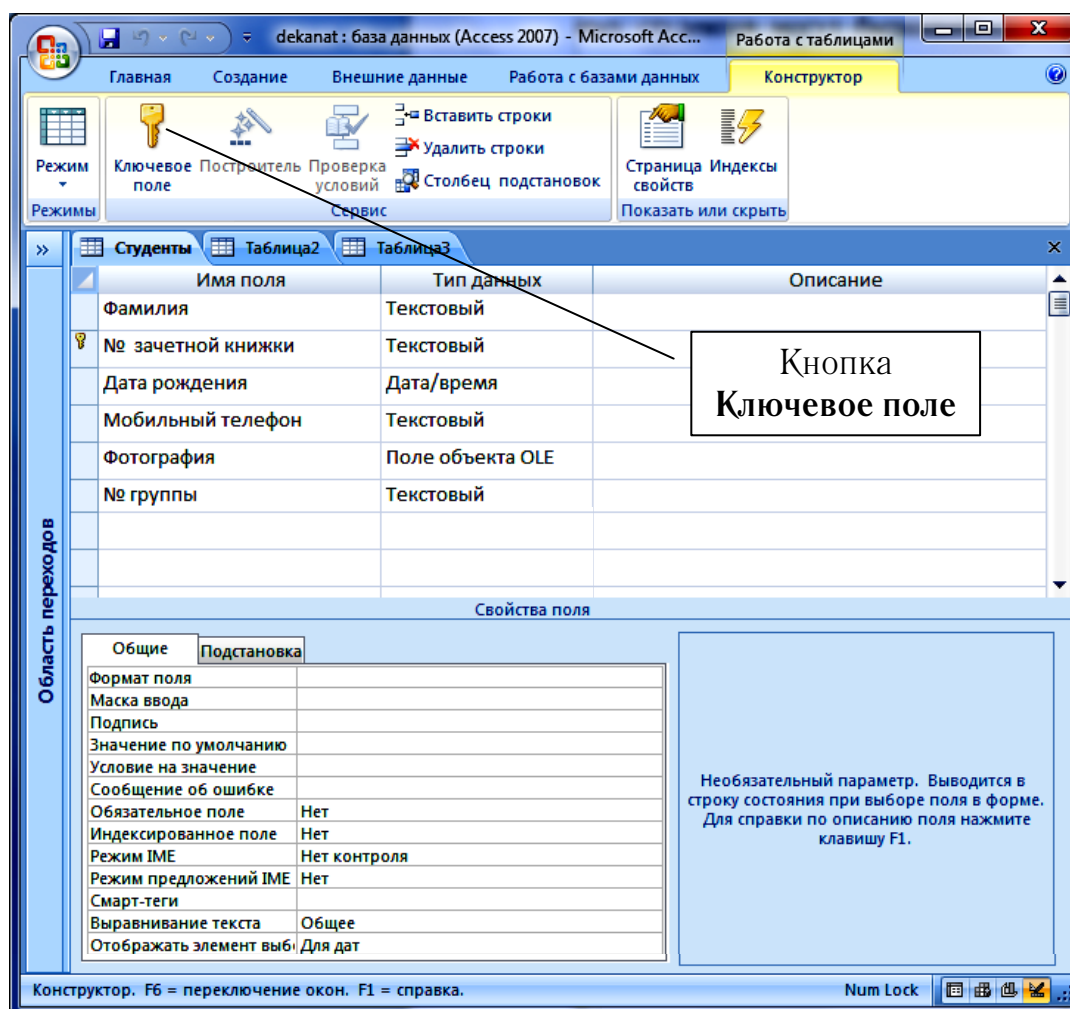 dekanat : база данных (Access 2007) - Microsoft Acc...
Работа с таблицами
Главная Создание Внешние данные Работа с базами данных Конструктор
Режим
Ключевое поле
Построитель
Проверка условий
Вставить строки
Удалить строки
Столбец подстановок
Страница свойств
Индексы
Режимы Сервис Показать или скрыть
» Студенты Таблица2 Таблица3
Имя поля Тип данных Описание
Фамилия Текстовый
№ зачетной книжки Текстовый
Дата рождения Дата/время
Мобильный телефон Текстовый
Фотография Поле объекта OLE
№ группы Текстовый
Кнопка
Ключевое поле
Область переходов
Свойства поля
Общие Подстановка
Формат поля
Маска ввода
Подпись
Значение по умолчанию
Условие на значение
Сообщение об ошибке
Обязательное поле Нет
Индексированное поле Нет
Режим IME Нет контроля
Режим предложений IME Нет
Смарт-теги
Выравнивание текста Общее
Отображать элемент выб Для дат
Необязательный параметр. Выводится в
строку состояния при выборе поля в форме.
Для справки по описанию поля нажмите
клавишу F1.
Конструктор. F6 = переключение окон. F1 = справка. Num Lock